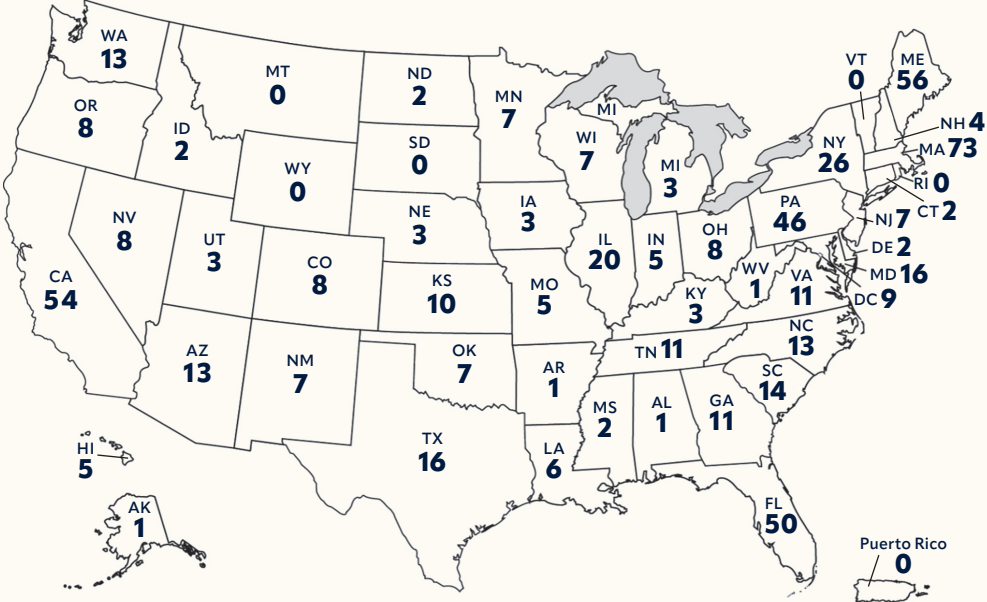 WA
13
MT
0
ND
2
MN
7
VT
0
ME
56
OR
8
ID
2
SD
0
WI
7
MI
MI
3
NY
26
NH 4
MA 73
RI 0
CT 2
WY
0
NE
3
IA
3
PA
46
NJ 7
DE 2
MD 16
DC 9
NV
8
UT
3
CO
8
KS
10
MO
5
IL
20
IN
5
OH
8
WV
1
VA
11
KY
3
CA
54
AZ
13
NM
7
OK
7
AR
1
TN 11
NC
13
SC
14
MS
2
AL
1
GA
11
TX
16
LA
6
FL
50
HI
5
AK
1
Puerto Rico
0